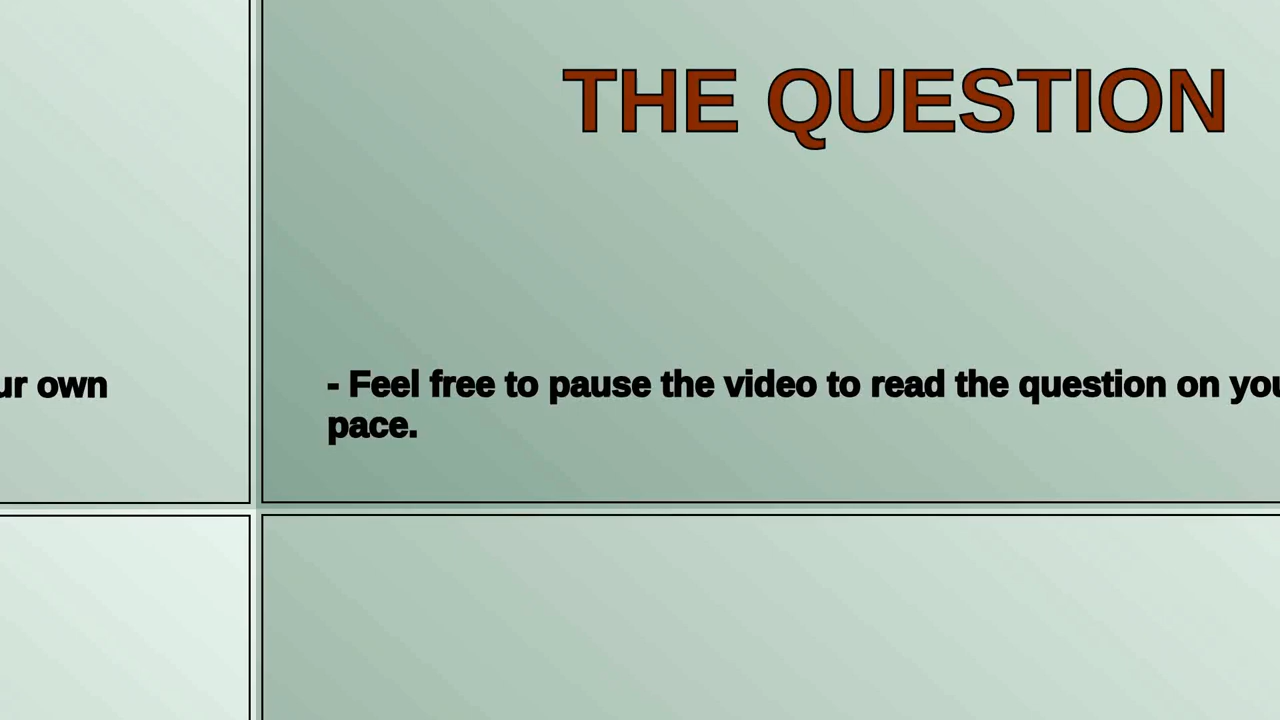 THE QUESTION
ur own
- Feel free to pause the video to read the question on you
pace.